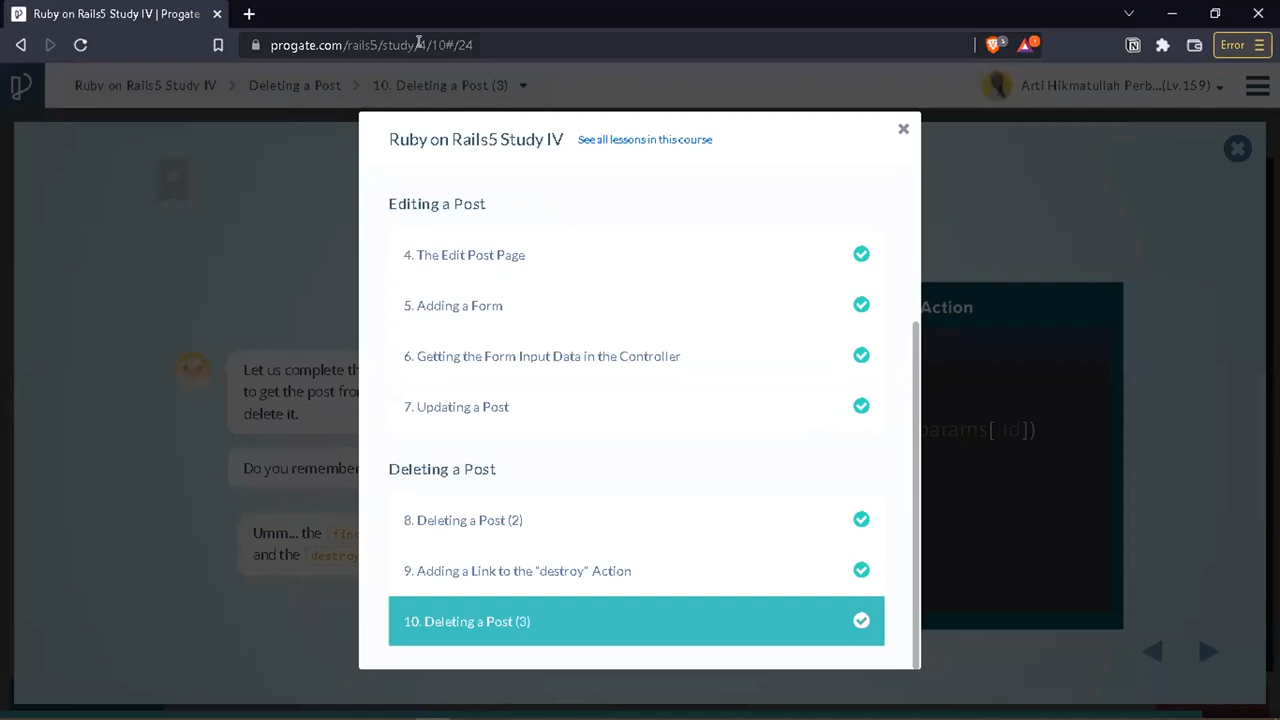 Ruby on Rails5 Study IV | Progate
progate.com/rails5/study/4/10#/24
Error
Ruby on Rails5 Study IV > Deleting a Post > 10. Deleting a Post (3)
Arti Hikmatullah Perb...(Lv.159)
Ruby on Rails5 Study IV See all lessons in this course
Editing a Post
4. The Edit Post Page
5. Adding a Form
6. Getting the Form Input Data in the Controller
7. Updating a Post
Deleting a Post
8. Deleting a Post (2)
9. Adding a Link to the "destroy" Action
10. Deleting a Post (3)
Let us complete
to get the post
delete it.
Do you remember
Umm... the
and the destroy
Action
params[:id])